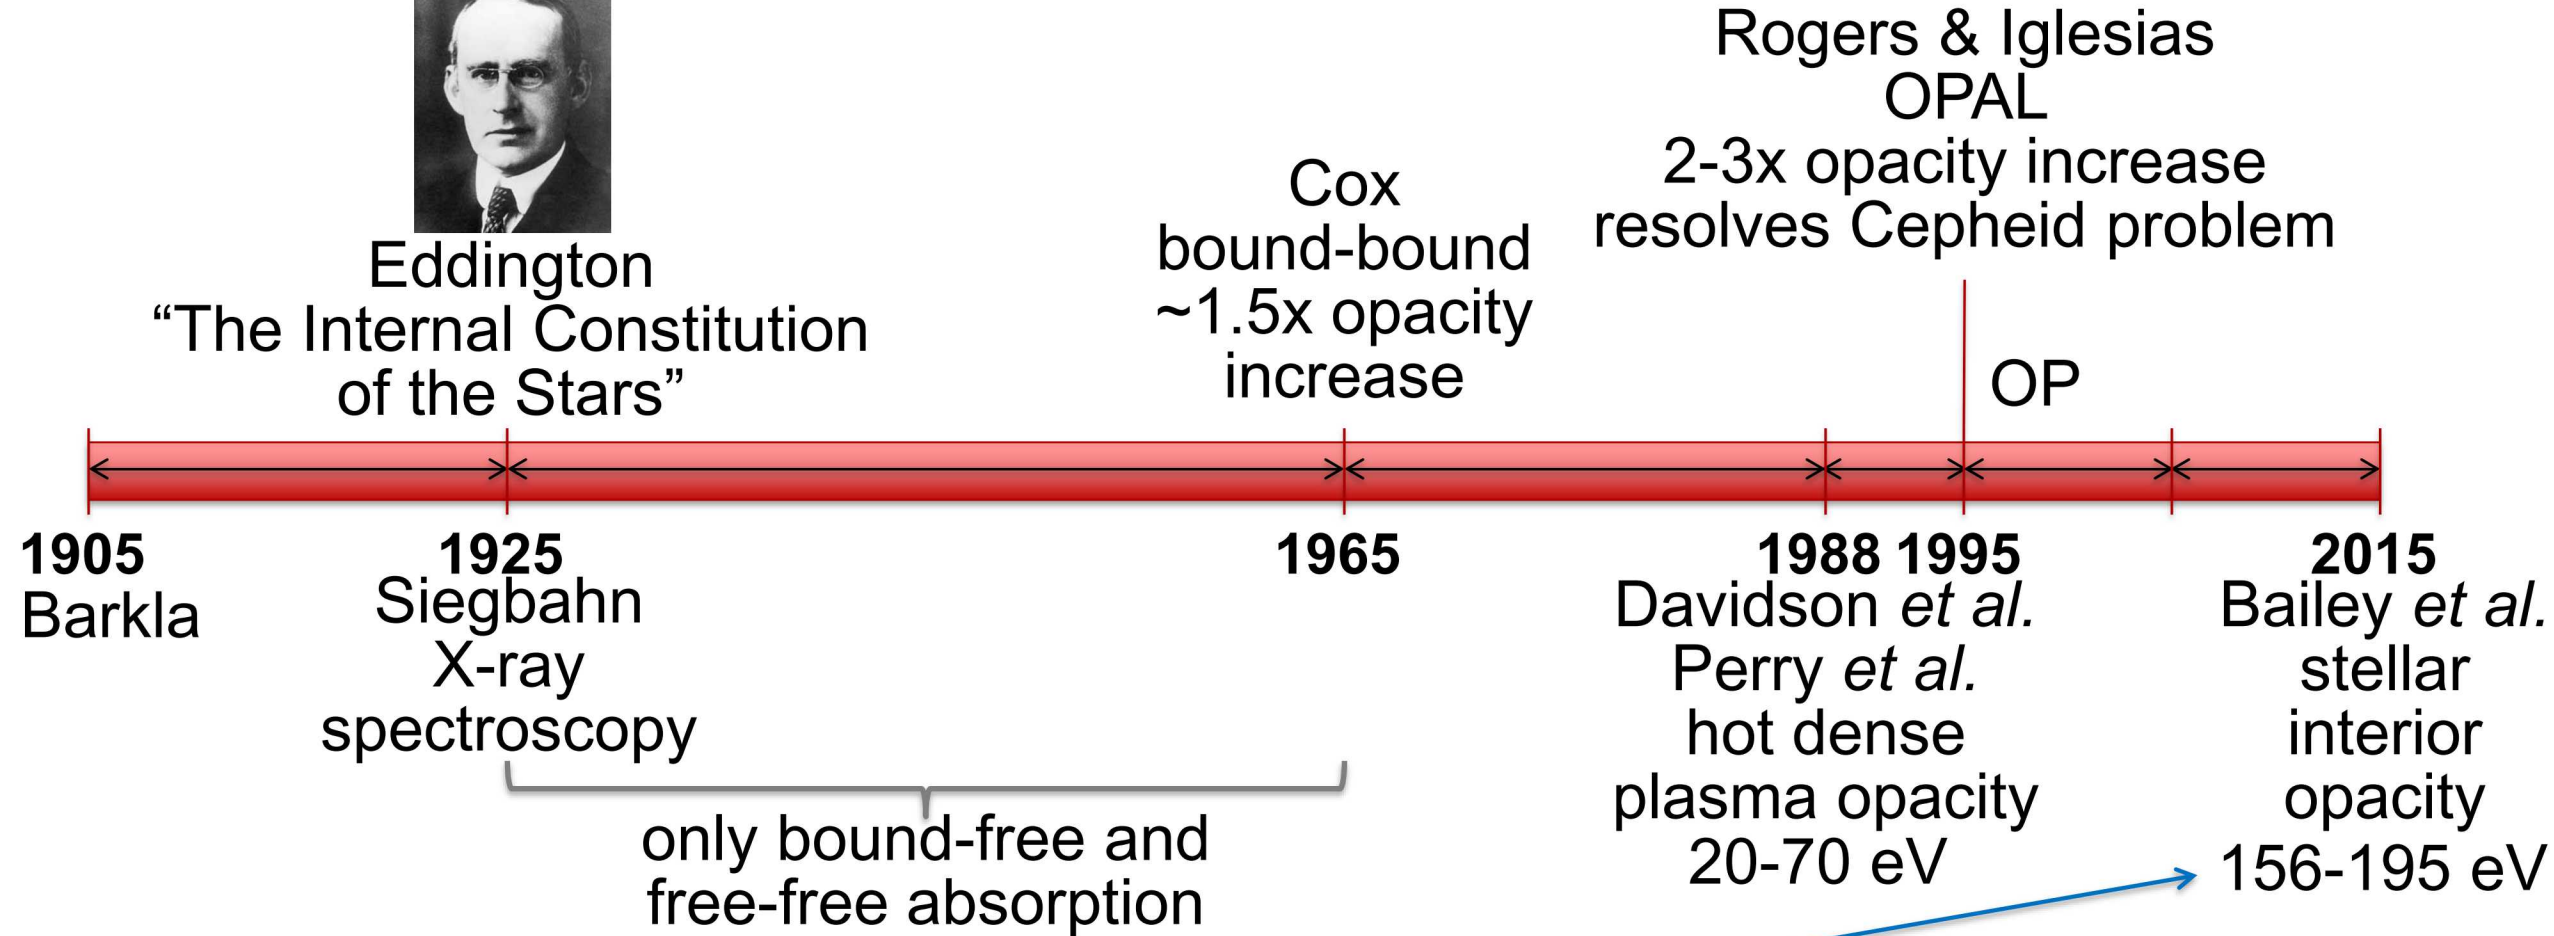 Eddington
“The Internal Constitution
of the Stars”
Cox
bound-bound
~1.5x opacity
increase
Rogers & Iglesias
OPAL
2-3x opacity increase
resolves Cepheid problem
OP
1905
Barkla
1925
Siegbahn
X-ray
spectroscopy
only bound-free and
free-free absorption
1965
1988
Davidson et al.
Perry et al.
hot dense
plasma opacity
20-70 eV
1995
2015
Bailey et al.
stellar
interior
opacity
156-195 eV